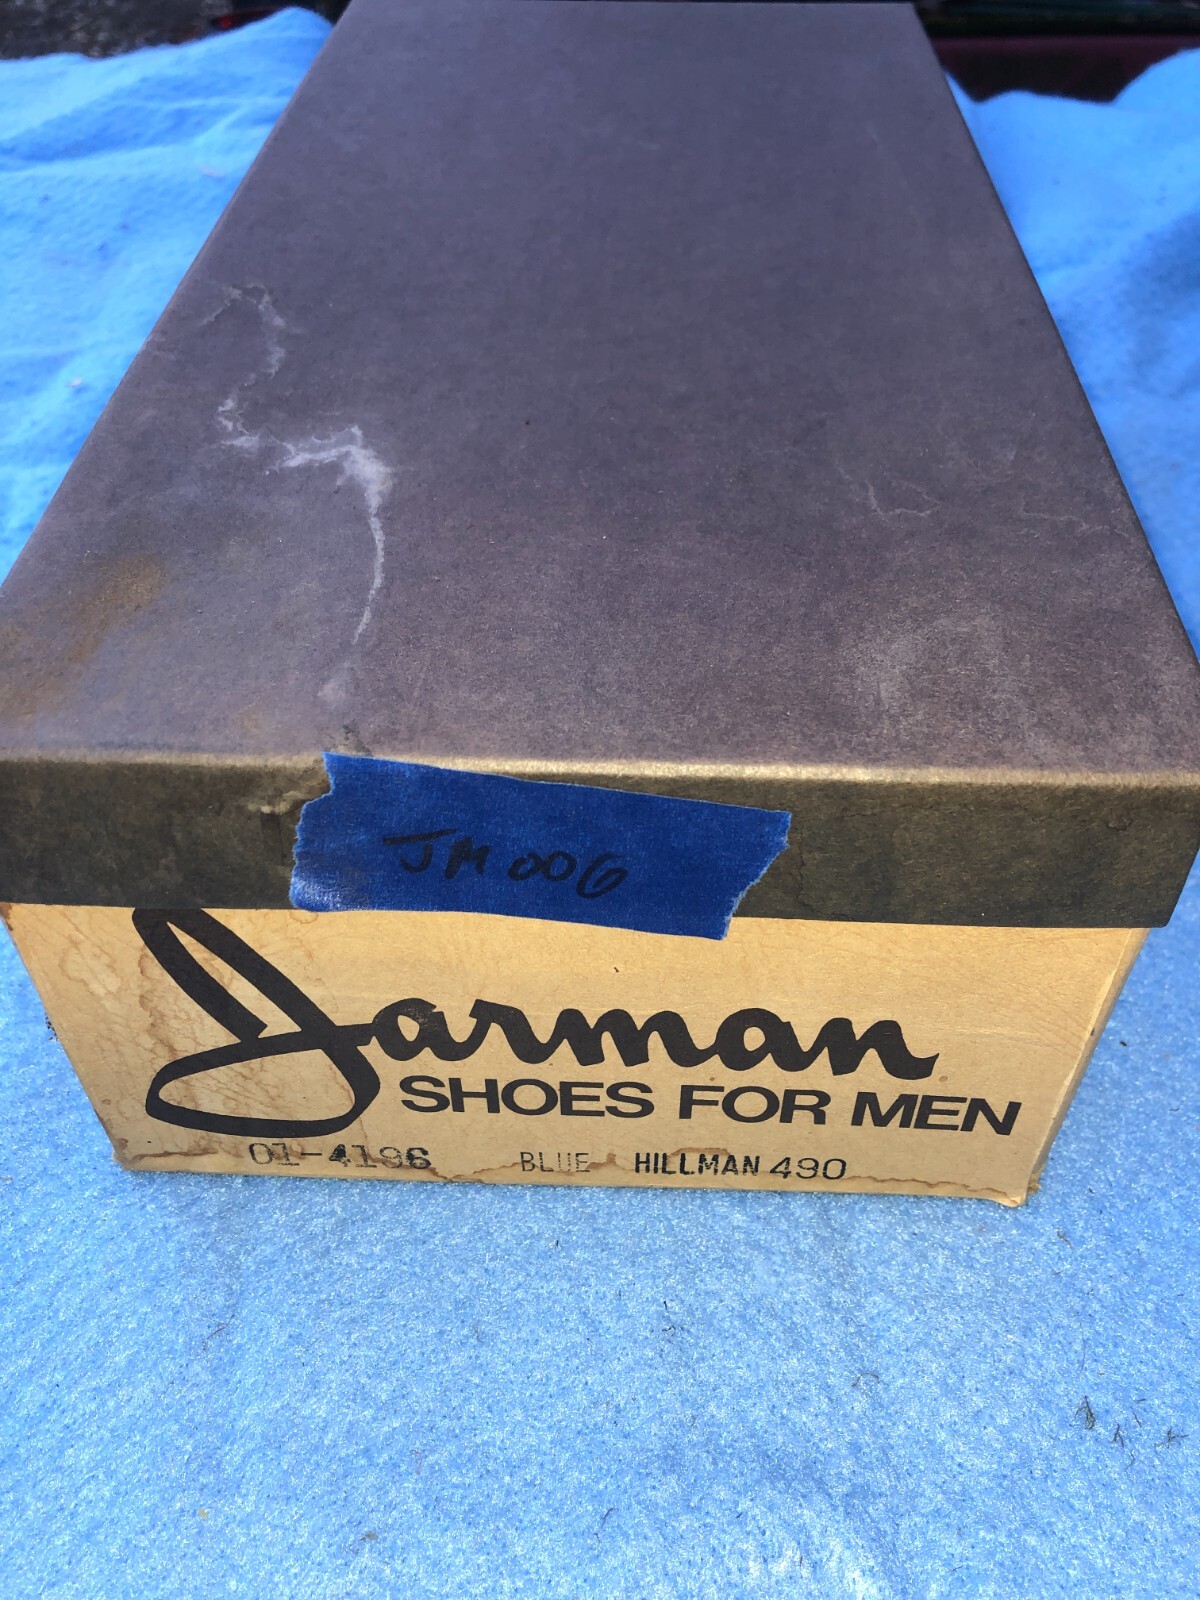 JM006
Jarman
SHOES FOR MEN
01-4196 BLUE HILLMAN 490